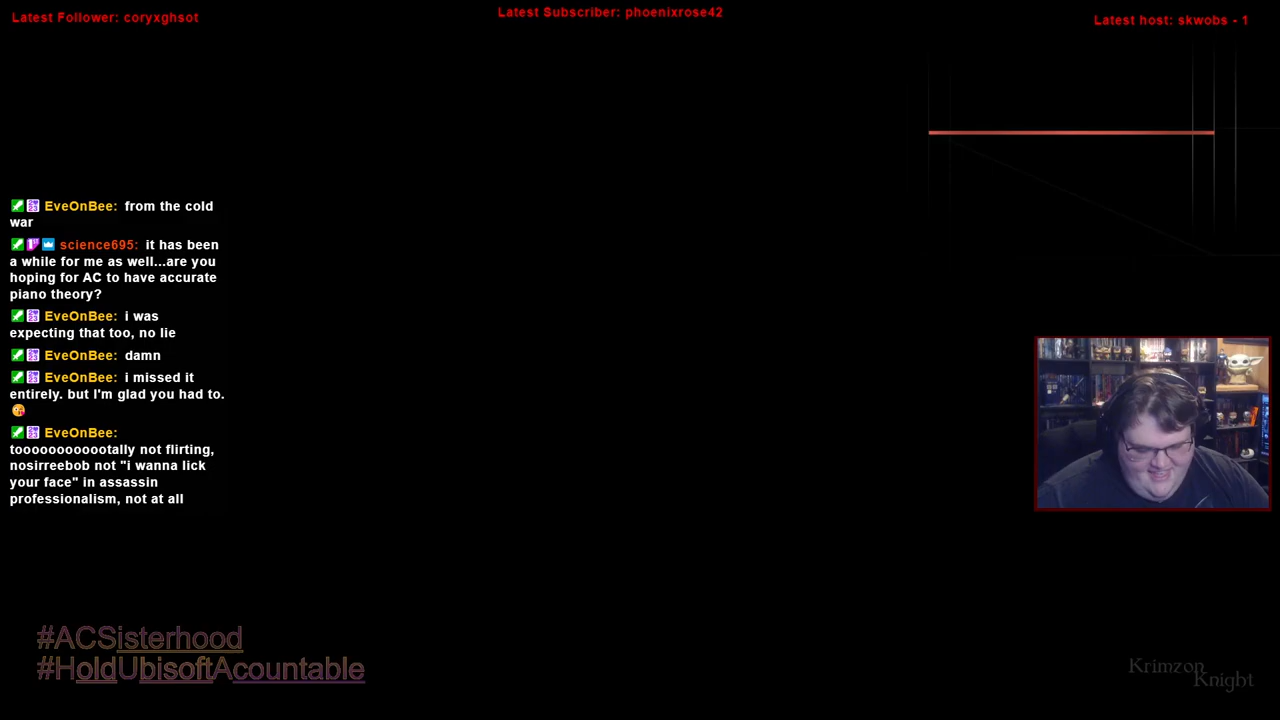 Latest Follower: coryxghsot
Latest Subscriber: phoenixrose42
Latest host: skwobs - 1
EveOnBee: from the cold
war
science695: it has been
a while for me as well...are you
hoping for AC to have accurate
piano theory?
EveOnBee: i was
expecting that too, no lie
EveOnBee: damn
EveOnBee: i missed it
entirely. but I'm glad you had to.
😘
EveOnBee:
toooooooooootally not flirting,
nosirreebob not "i wanna lick
your face" in assassin
professionalism, not at all
#ACSisterhood
#HoldUbisoftAcountable
Krimzon
Knight